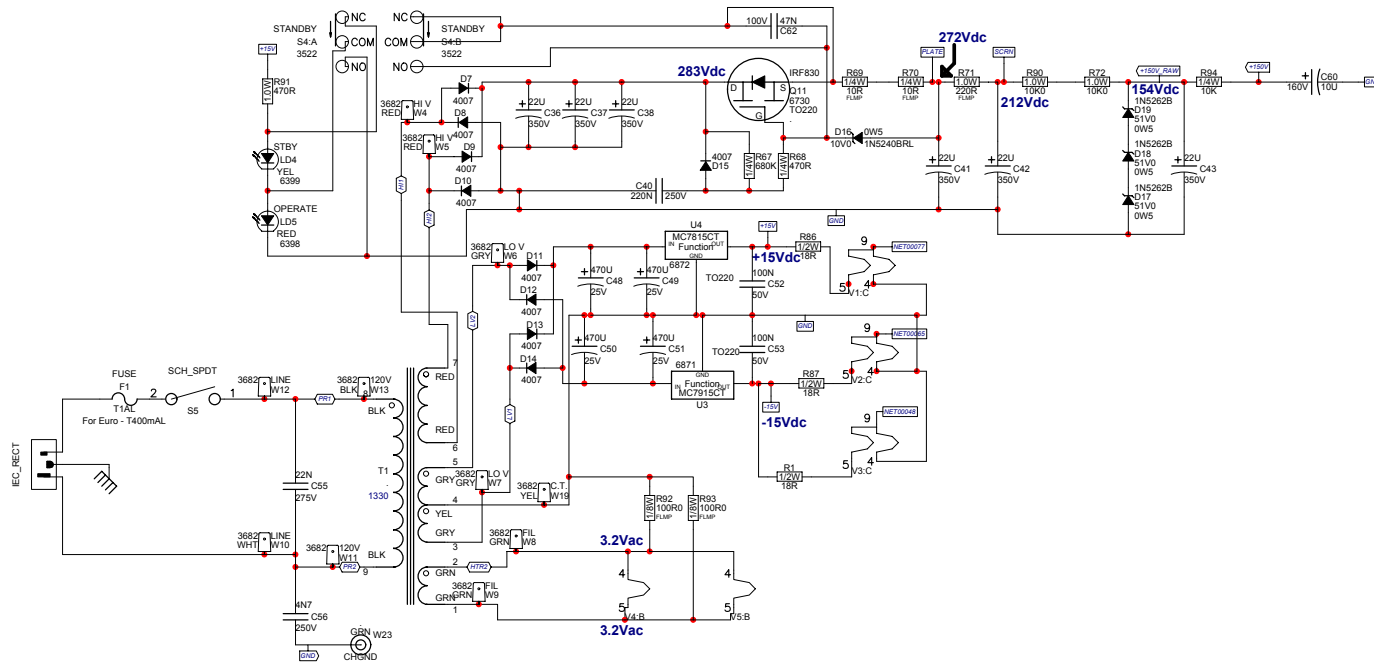 STANDBY
S4:A
3522
NC
COM
NO
STANDBY
S4:B
3522
NC
COM
NO
+15V
R91
470R
1.0W
STBY
LD4
YEL
6399
OPERATE
LD5
RED
6398
3682
HI V
RED
W4
3682
HI V
RED
W5
D7
4007
D8
4007
D9
4007
D10
4007
HI1
HI2
22U
C36
350V
22U
C37
350V
22U
C38
350V
C40
220N
250V
100V
47N
C62
283Vdc
IRF830
D
S
G
Q11
6730
TO220
4007
D15
R67
680K
1/4W
R68
470R
1/4W
D16
0W5
10V0
1N5240BRL
R69
1/4W
10R
FLMP
R70
1/4W
10R
FLMP
PLATE
272Vdc
R71
1.0W
220R
FLMP
SCRN
212Vdc
R90
1.0W
10K0
R72
1.0W
10K0
+150V_RAW
154Vdc
R94
1/4W
10K
+150V
C60
160V
10U
22U
C41
350V
22U
C42
350V
1N5262B
D19
51V0
0W5
1N5262B
D18
51V0
0W5
1N5262B
D17
51V0
0W5
22U
C43
350V
GND
3682
LO V
GRY
W6
D11
4007
D12
4007
D13
4007
D14
4007
LV2
LV1
470U
C48
25V
470U
C49
25V
470U
C50
25V
470U
C51
25V
U4
MC7815CT
IN
Function
OUT
GND
6872
TO220
+15V
+15Vdc
100N
C52
50V
100N
C53
50V
TO220
6871
GND
IN
Function
OUT
MC7915CT
U3
GND
-15V
-15Vdc
R86
1/2W
18R
R87
1/2W
18R
R1
1/2W
18R
9
5
4
V1:C
NET00077
9
5
4
V2:C
NET00065
9
5
4
V3:C
NET00048
FUSE
F1
T1AL
For Euro - T400mAL
SCH_SPDT
2
1
S5
3682
LINE
W12
PR1
3682
120V
BLK
W13
8
IEC_RECT
22N
C55
275V
3682
LINE
WHT
W10
3682
120V
W11
PR2
9
4N7
C56
250V
GND
GRN
W23
CHGND
BLK
T1
1330
BLK
7
RED
RED
6
5
GRY
4
YEL
GRY
3
2
GRN
GRN
1
3682
LO V
GRY
W7
3682
C.T.
YEL
W19
3682
FIL
GRN
W8
3682
FIL
GRN
W9
HTR2
R92
100R0
1/8W
FLMP
R93
100R0
1/8W
FLMP
3.2Vac
3.2Vac
4
5
V4:B
4
5
V5:B